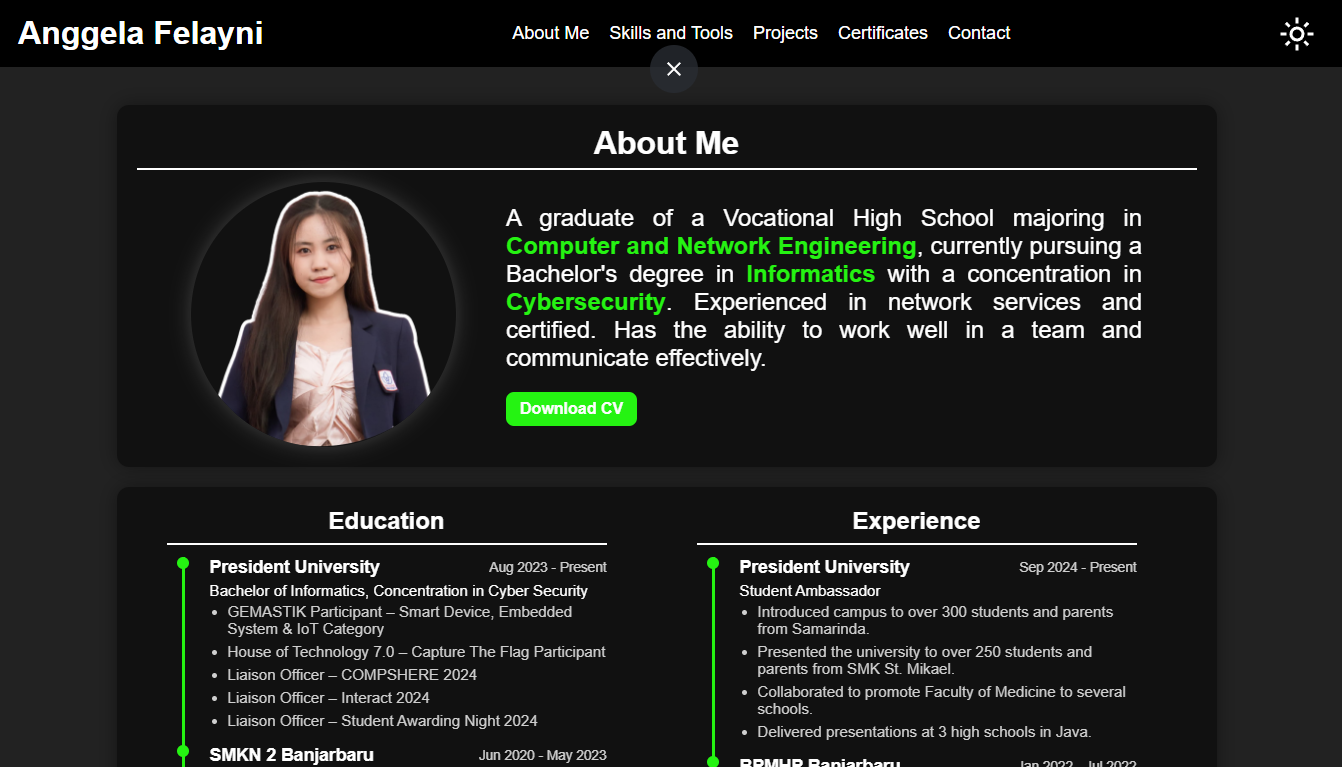 Anggela Felayni
About Me
Skills and Tools
Projects
Certificates
Contact
About Me
A graduate of a Vocational High School majoring in
Computer and Network Engineering, currently pursuing a
Bachelor's degree in Informatics with a concentration in
Cybersecurity. Experienced in network services and
certified. Has the ability to work well in a team and
communicate effectively.
Download CV
Education
President University
Aug 2023 - Present
Bachelor of Informatics, Concentration in Cyber Security
• GEMASTIK Participant – Smart Device, Embedded
System & IoT Category
• House of Technology 7.0 – Capture The Flag Participant
• Liaison Officer – COMPSHERE 2024
• Liaison Officer – Interact 2024
• Liaison Officer – Student Awarding Night 2024
SMKN 2 Banjarbaru
Jun 2020 - May 2023
Experience
President University
Sep 2024 - Present
Student Ambassador
• Introduced campus to over 300 students and parents
from Samarinda.
• Presented the university to over 250 students and
parents from SMK St. Mikael.
• Collaborated to promote Faculty of Medicine to several
schools.
• Delivered presentations at 3 high schools in Java.
BPMHP Banjarbaru
Jan 2022 - Jul 2022